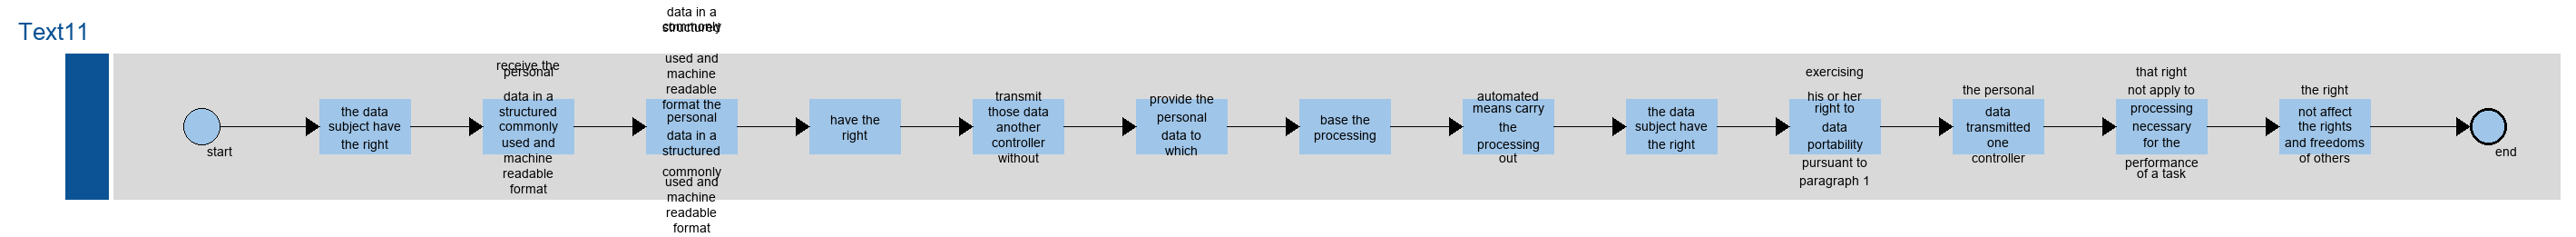 Text11
start
the data
subject have
the right
receive the
personal
data in a
structured
commonly
used and
machine
readable
format
data in a
structured
commonly
used and
machine
readable
format the
personal
data in a
structured
commonly
used and
machine
readable
format
have the
right
transmit
those data
another
controller
without
provide the
personal
data to
which
base the
processing
automated
means carry
the
processing
out
the data
subject have
the right
exercising
his or her
right to
data
portability
pursuant to
paragraph 1
the personal
data
transmitted
one
controller
that right
not apply to
processing
necessary
for the
performance
of a task
the right
not affect
the rights
and freedoms
of others
end